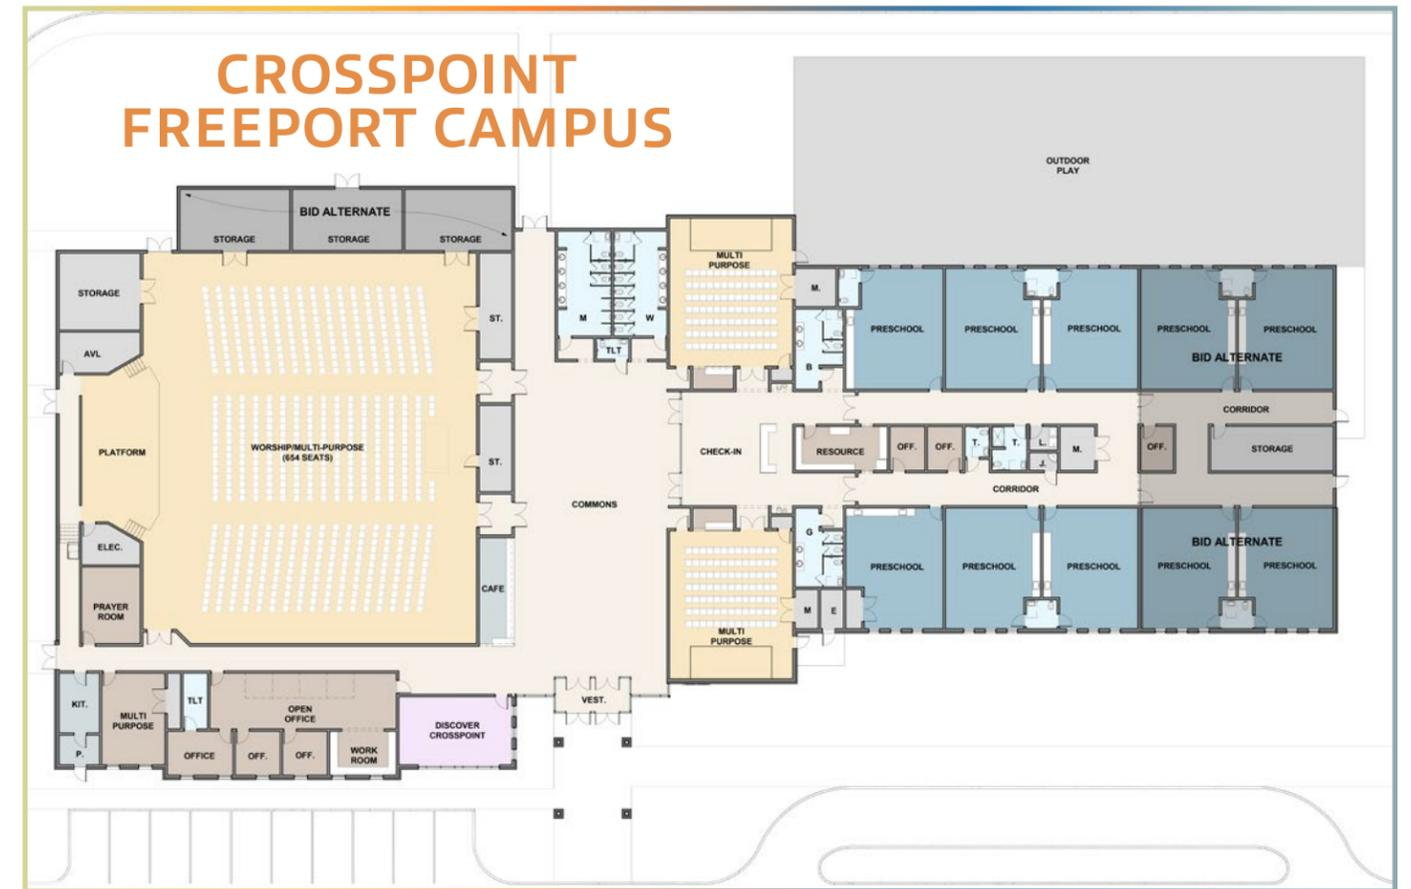 CROSSPOINT
FREEPORT CAMPUS
OUTDOOR
PLAY
BID ALTERNATE
STORAGE
STORAGE
STORAGE
STORAGE
AVL
PLATFORM
WORSHIP/MULTI-PURPOSE
(654 SEATS)
ST.
ST.
ELEC.
PRAYER
ROOM
CAFE
COMMONS
M
W
TLT
MULTI
PURPOSE
M.
B
PRESCHOOL
PRESCHOOL
PRESCHOOL
PRESCHOOL
PRESCHOOL
BID ALTERNATE
CORRIDOR
CHECK-IN
RESOURCE
OFF.
OFF.
T.
T.
L.
J.
M.
OFF.
STORAGE
CORRIDOR
G
PRESCHOOL
PRESCHOOL
PRESCHOOL
PRESCHOOL
PRESCHOOL
BID ALTERNATE
M
E
MULTI
PURPOSE
VEST.
KIT.
P.
MULTI
PURPOSE
TLT
OPEN
OFFICE
OFFICE
OFF.
OFF.
WORK
ROOM
DISCOVER
CROSSPOINT